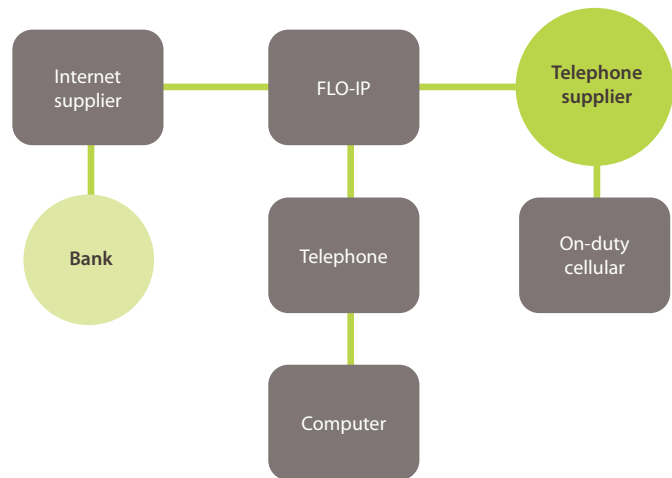 Internet
supplier
FLO-IP
Telephone
supplier
Bank
Telephone
On-duty
cellular
Computer